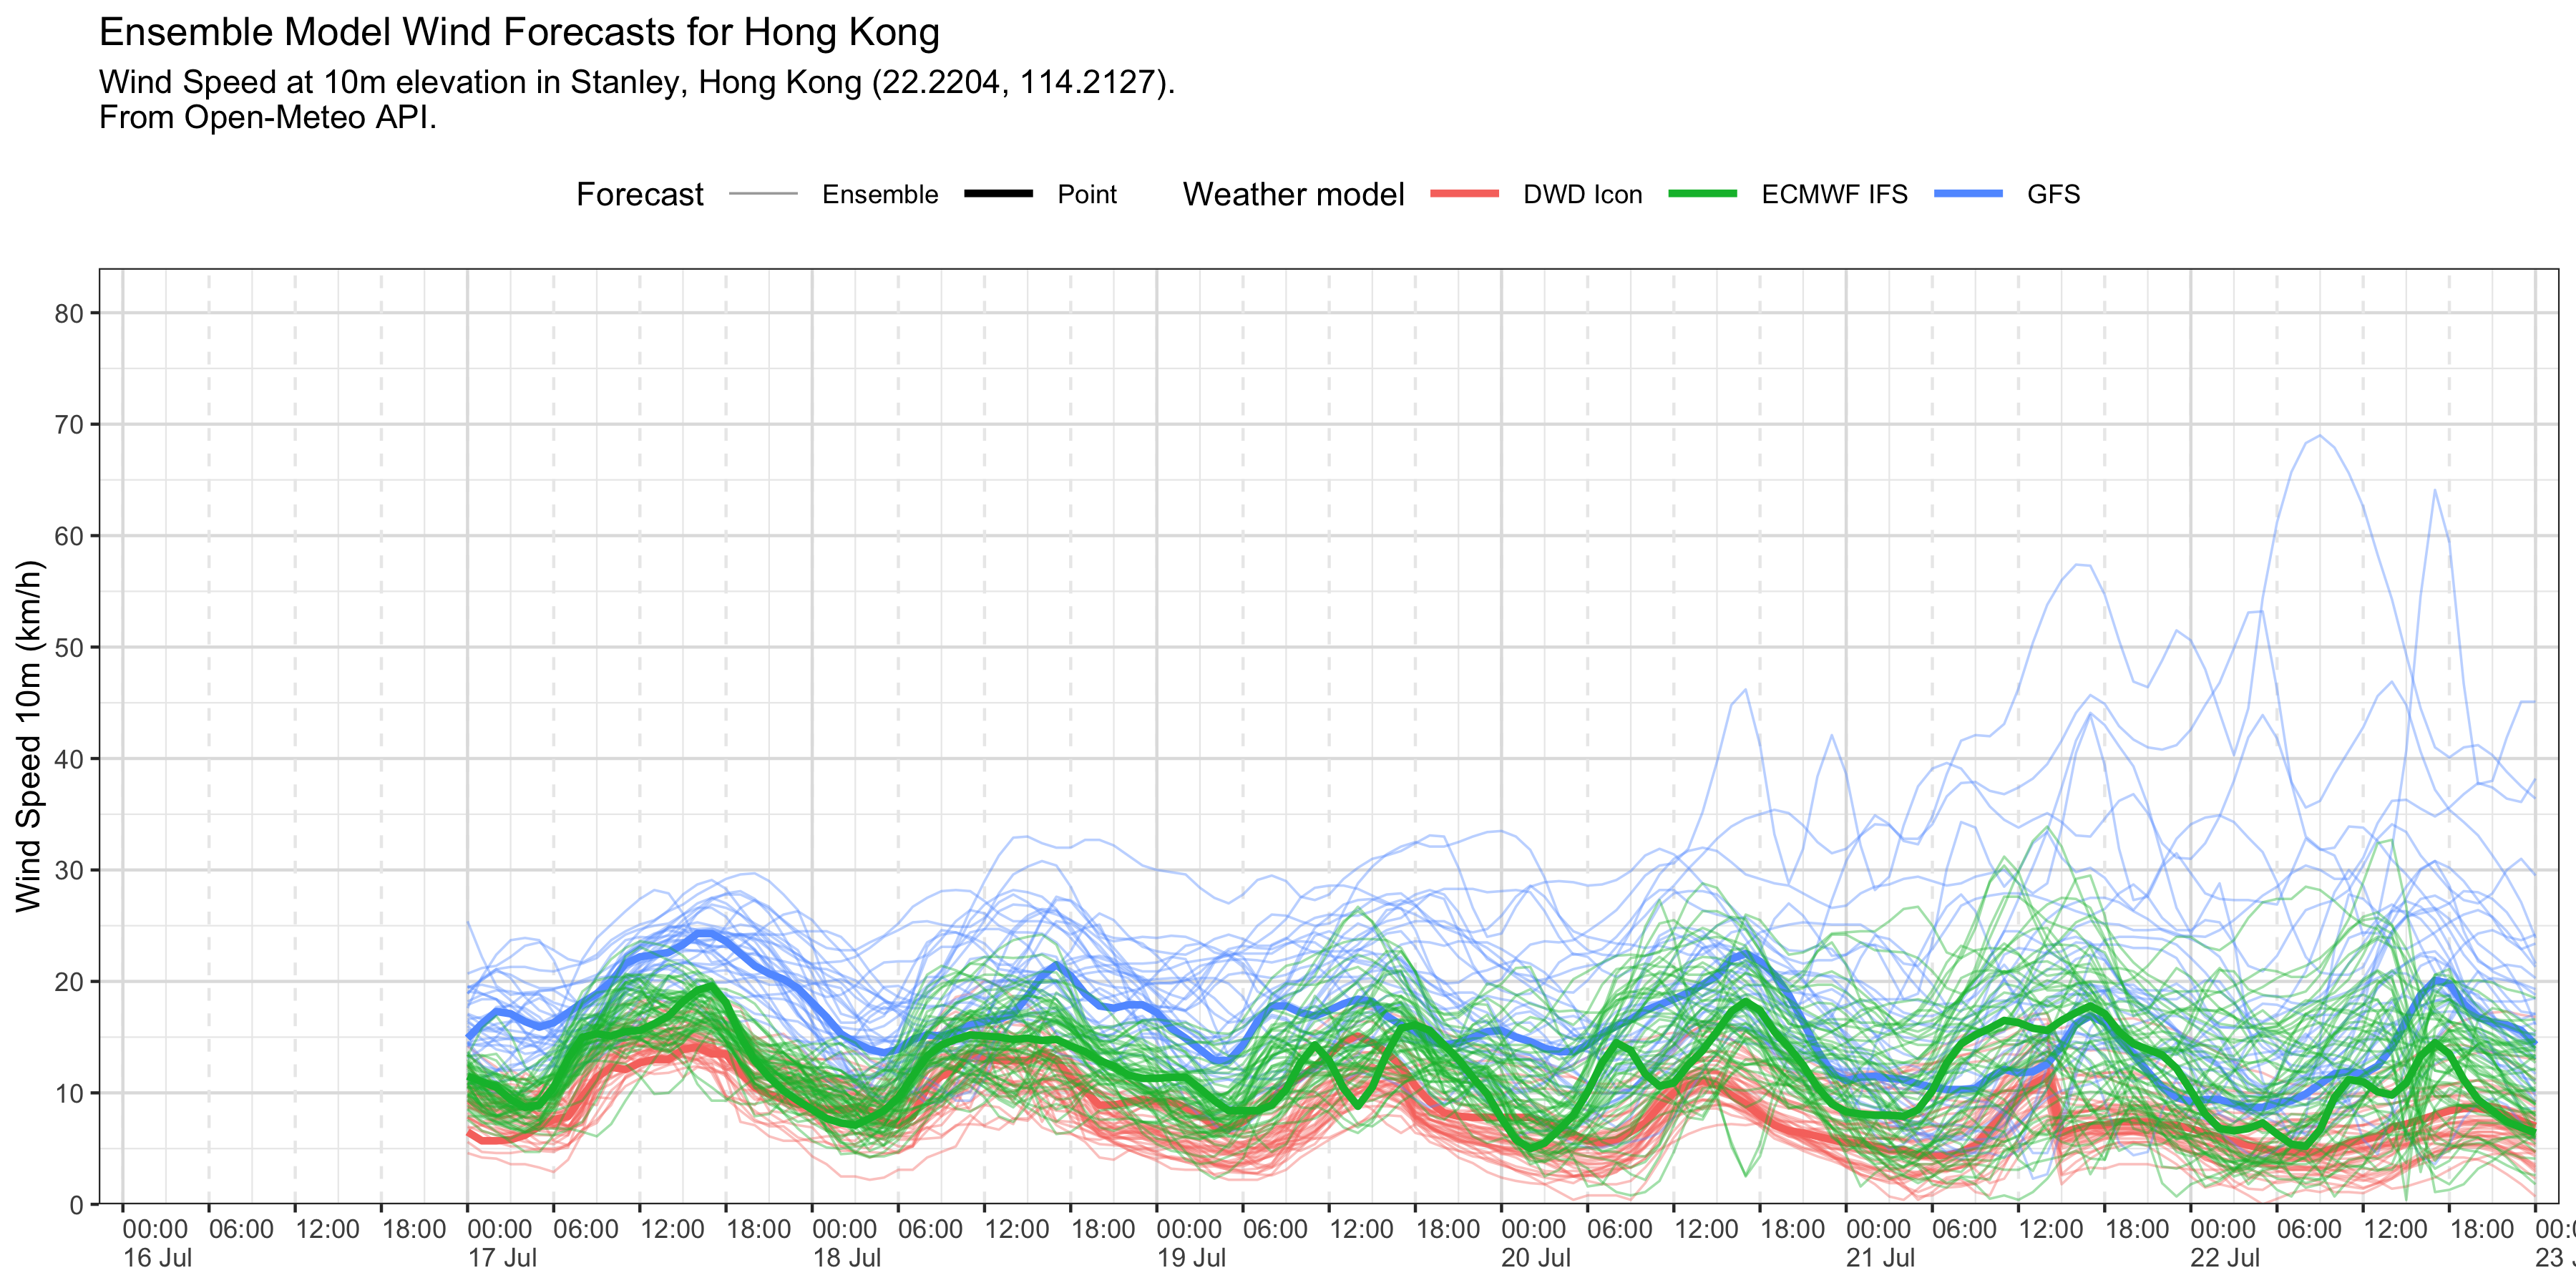 Ensemble Model Wind Forecasts for Hong Kong
Wind Speed at 10m elevation in Stanley, Hong Kong (22.2204, 114.2127).
From Open-Meteo API.
Forecast Ensemble Point Weather model DWD Icon ECMWF IFS GFS
Wind Speed 10m (km/h)
80
70
60
50
40
30
20
10
0
00:00 06:00 12:00 18:00 00:00 06:00 12:00 18:00 00:00 06:00 12:00 18:00 00:00 06:00 12:00 18:00 00:00 06:00 12:00 18:00 00:00 06:00 12:00 18:00 00:00 06:00 12:00 18:00
16 Jul 17 Jul 18 Jul 19 Jul 20 Jul 21 Jul 22 Jul 23